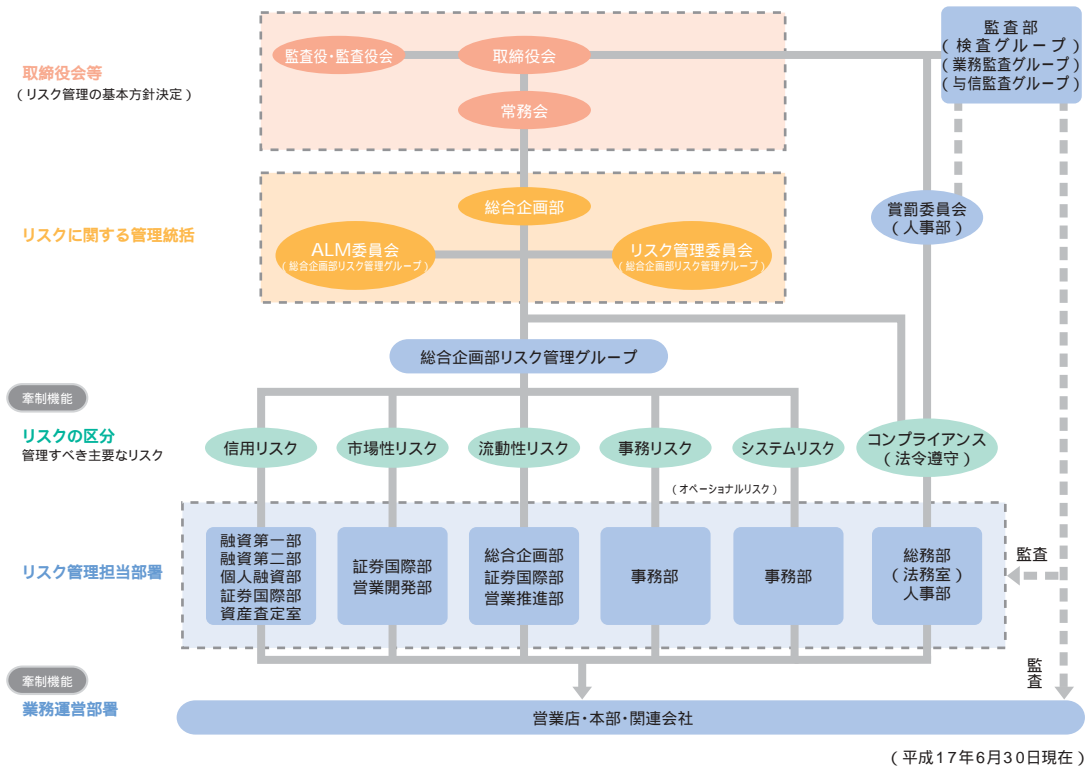 監査部
(検査グループ)
(業務監査グループ)
(与信監査グループ)
監査役・監査役会
取締役会
取締役会等
(リスク管理の基本方針決定)
常務会
総合企画部
賞罰委員会
(人事部)
リスクに関する管理統括
ALM委員会
(総合企画部リスク管理グループ)
リスク管理委員会
(総合企画部リスク管理グループ)
総合企画部リスク管理グループ
牽制機能
リスクの区分
管理すべき主要なリスク
信用リスク
市場性リスク
流動性リスク
事務リスク
システムリスク
コンプライアンス
(法令遵守)
(オペーショナルリスク)
リスク管理担当部署
融資第一部
融資第二部
個人融資部
証券国際部
資産査定室
証券国際部
営業開発部
総合企画部
証券国際部
営業推進部
事務部
事務部
総務部
(法務室)
人事部
監査
監査
牽制機能
業務運営部署
営業店・本部・関連会社
(平成17年6月30日現在)